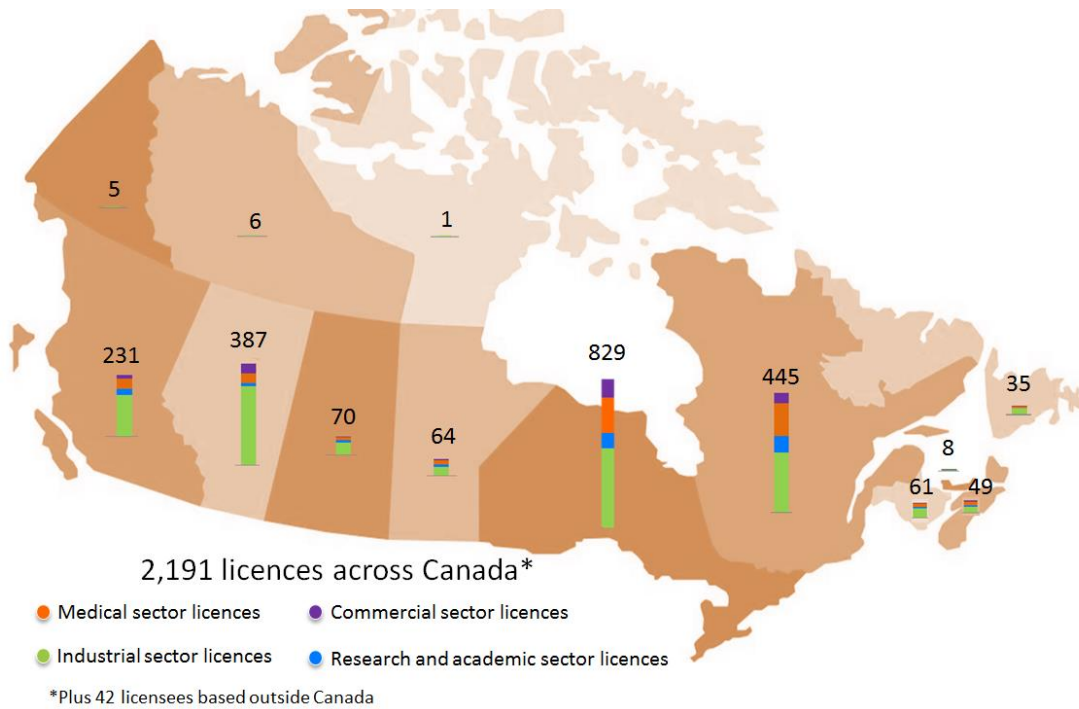 5
6
1
231
387
829
445
35
70
64
8
61
49
2,191 licences across Canada*
Medical sector licences
Commercial sector licences
Industrial sector licences
Research and academic sector licences
*Plus 42 licensees based outside Canada